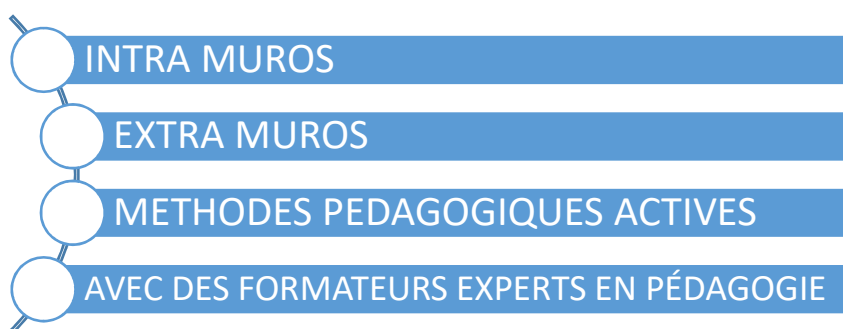 INTRA MUROS
EXTRA MUROS
METHODES PEDAGOGIQUES ACTIVES
AVEC DES FORMATEURS EXPERTS EN PÉDAGOGIE